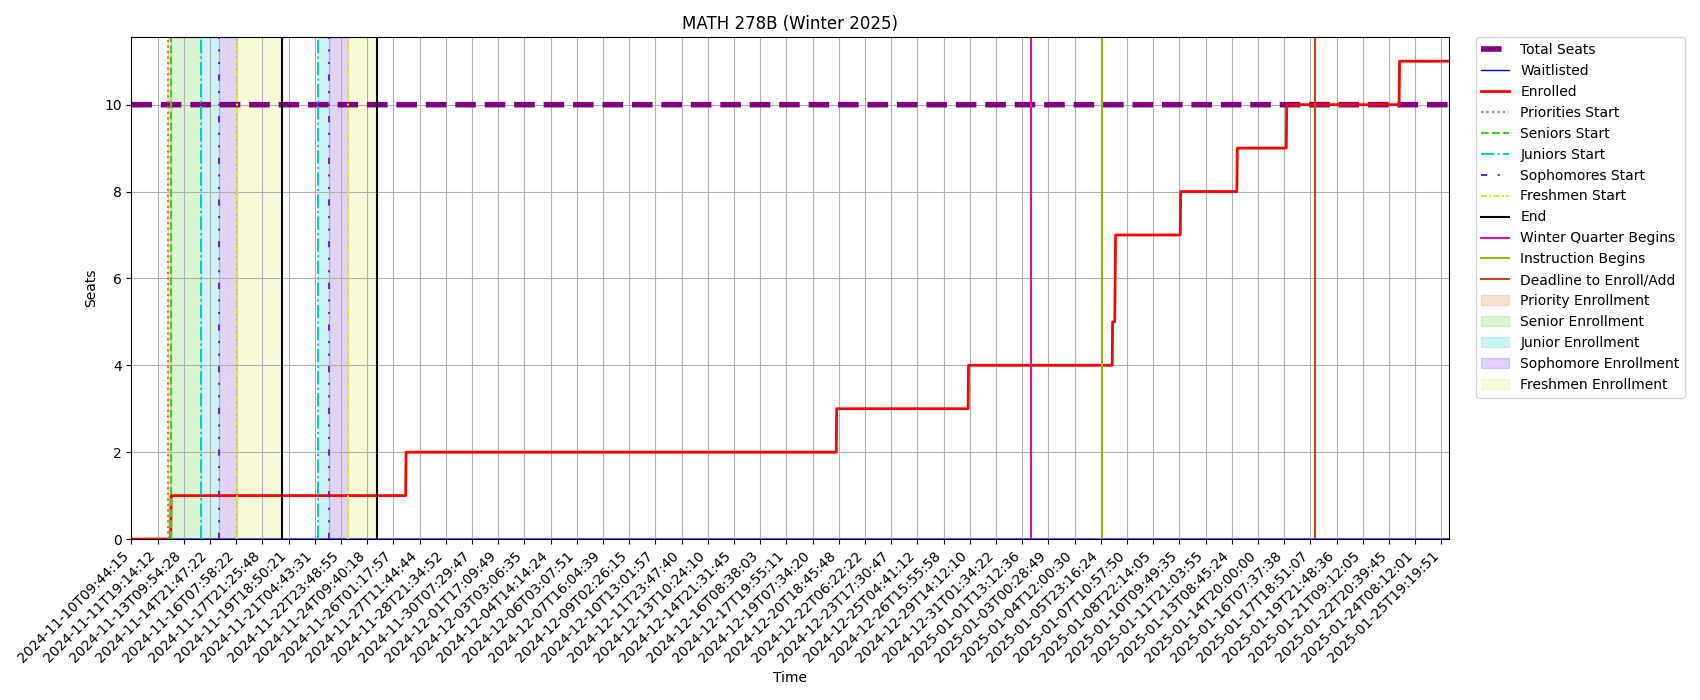 MATH 278B (Winter 2025)
Seats
10
8
6
4
2
0
2024-11-10T09:44:15
2024-11-11T19:14:12
2024-11-13T09:54:28
2024-11-14T21:47:22
2024-11-16T07:58:22
2024-11-17T21:25:48
2024-11-19T18:50:21
2024-11-21T04:43:31
2024-11-22T23:48:55
2024-11-24T09:40:18
2024-11-26T01:17:57
2024-11-27T11:44:44
2024-11-28T21:34:52
2024-11-30T07:29:47
2024-12-01T17:09:49
2024-12-03T03:06:35
2024-12-04T14:14:24
2024-12-06T03:07:51
2024-12-07T16:04:39
2024-12-09T02:26:15
2024-12-10T13:01:57
2024-12-11T23:47:40
2024-12-13T10:24:10
2024-12-14T21:31:45
2024-12-16T08:38:03
2024-12-17T19:55:11
2024-12-19T07:34:20
2024-12-20T18:45:48
2024-12-22T06:22:22
2024-12-23T17:30:47
2024-12-25T04:41:12
2024-12-26T15:55:58
2024-12-29T14:12:10
2024-12-31T01:34:22
2025-01-01T13:12:36
2025-01-03T00:28:49
2025-01-04T12:00:30
2025-01-05T23:16:24
2025-01-07T10:57:50
2025-01-08T22:14:05
2025-01-10T09:49:35
2025-01-11T21:03:55
2025-01-13T08:45:24
2025-01-14T20:00:00
2025-01-16T07:37:38
2025-01-17T18:51:07
2025-01-19T21:48:36
2025-01-21T09:12:05
2025-01-22T20:39:45
2025-01-24T08:12:01
2025-01-25T19:19:51
Time
Total Seats
Waitlisted
Enrolled
Priorities Start
Seniors Start
Juniors Start
Sophomores Start
Freshmen Start
End
Winter Quarter Begins
Instruction Begins
Deadline to Enroll/Add
Priority Enrollment
Senior Enrollment
Junior Enrollment
Sophomore Enrollment
Freshmen Enrollment